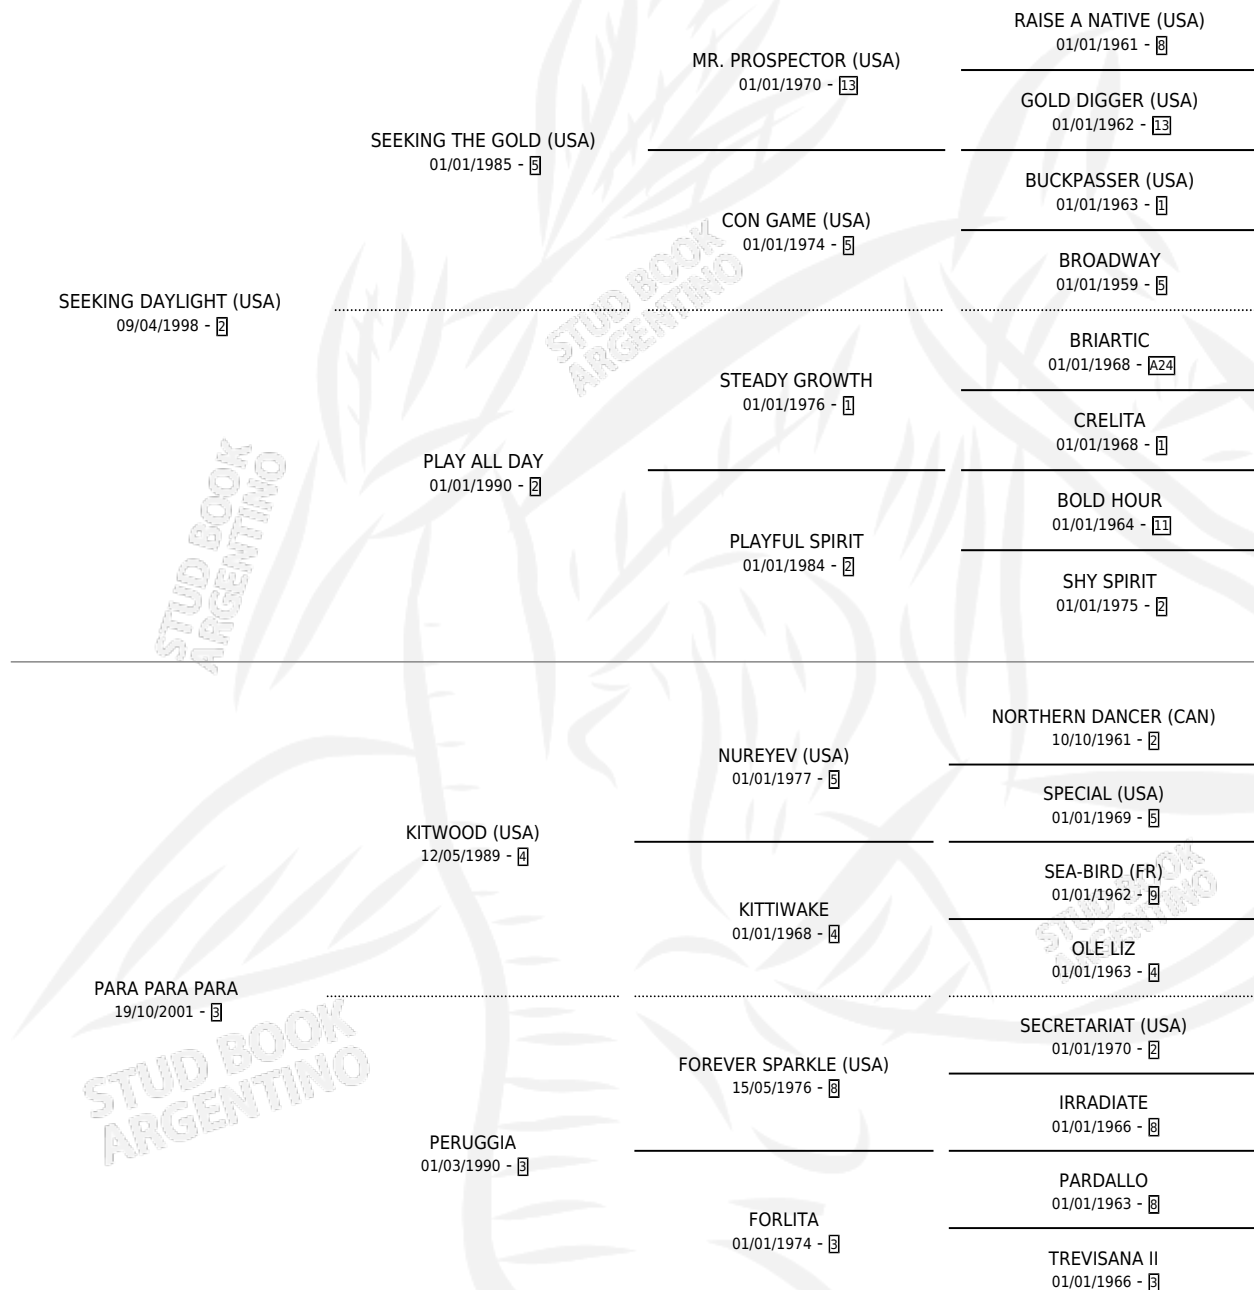 RAISE A NATIVE (USA)
01/01/1961 - 8
MR. PROSPECTOR (USA)
01/01/1970 - 13
GOLD DIGGER (USA)
01/01/1962 - 13
SEEKING THE GOLD (USA)
01/01/1985 - 5
BUCKPASSER (USA)
01/01/1963 - 1
CON GAME (USA)
01/01/1974 - 5
BROADWAY
01/01/1959 - 5
SEEKING DAYLIGHT (USA)
09/04/1998 - 2
STUD BOOK
ARGENTINO
BRIARTIC
01/01/1968 - A24
STEADY GROWTH
01/01/1976 - 1
CRELITA
01/01/1968 - 1
PLAY ALL DAY
01/01/1990 - 2
STUD BOOK
ARGENTINO
BOLD HOUR
01/01/1964 - 11
PLAYFUL SPIRIT
01/01/1984 - 2
SHY SPIRIT
01/01/1975 - 2
NORTHERN DANCER (CAN)
10/10/1961 - 2
NUREYEV (USA)
01/01/1977 - 5
SPECIAL (USA)
01/01/1969 - 5
KITWOOD (USA)
12/05/1989 - 4
SEA-BIRD (FR)
01/01/1962 - 9
STUD BOOK
ARGENTINO
KITTIWAKE
01/01/1968 - 4
OLE LIZ
01/01/1963 - 4
PARA PARA PARA
19/10/2001 - 3
STUD BOOK
ARGENTINO
SECRETARIAT (USA)
01/01/1970 - 2
FOREVER SPARKLE (USA)
15/05/1976 - 8
IRRADIATE
01/01/1966 - 8
PERUGGIA
01/03/1990 - 3
PARDALLO
01/01/1963 - 8
FORLITA
01/01/1974 - 3
TREVISANA II
01/01/1966 - 3